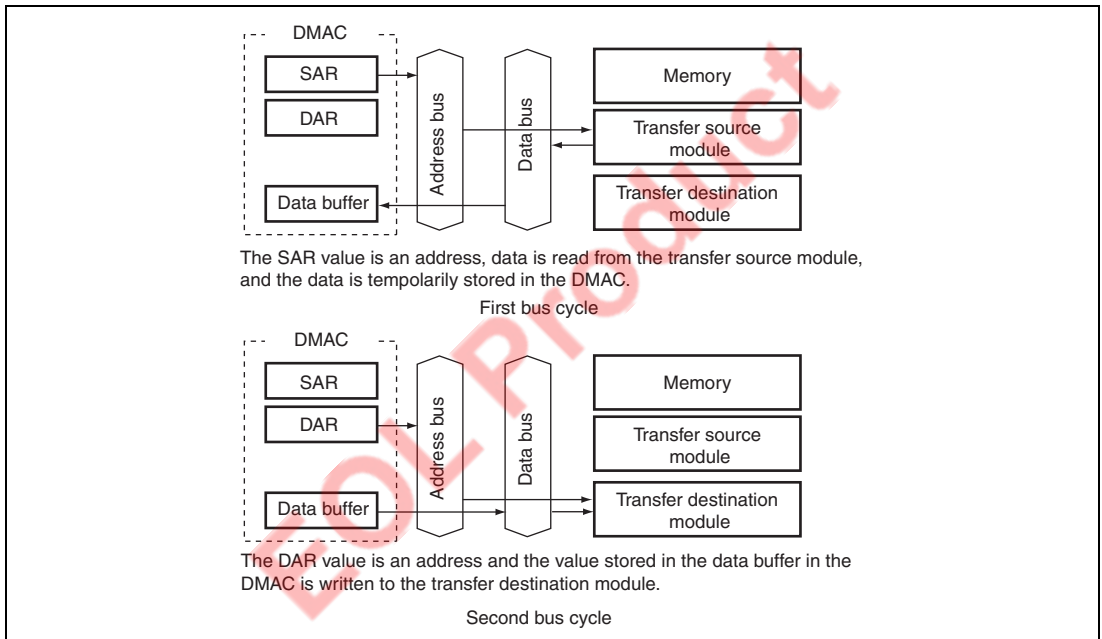 DMAC
SAR
DAR
Data buffer
Address bus
Data bus
Memory
Transfer source
module
Transfer destination
module
The SAR value is an address, data is read from the transfer source module,
and the data is tempolarily stored in the DMAC.
First bus cycle
DMAC
SAR
DAR
Data buffer
Address bus
Data bus
Memory
Transfer source
module
Transfer destination
module
The DAR value is an address and the value stored in the data buffer in the
DMAC is written to the transfer destination module.
Second bus cycle
EOL Product